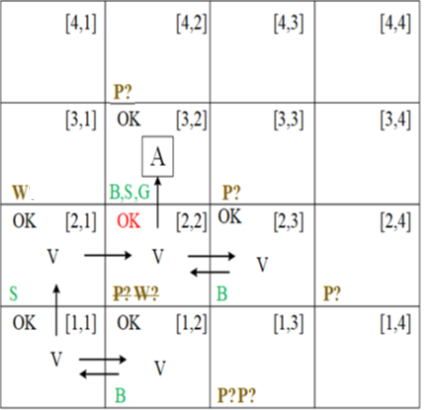 [4,1] [4,2] [4,3] [4,4]
P?
[3,1] OK [3,2] [3,3] [3,4]
A
W B,S,G P?
OK [2,1] OK [2,2] OK [2,3] [2,4]
V V V
S P? W? B P?
OK [1,1] OK [1,2] [1,3] [1,4]
V V
B P?P?